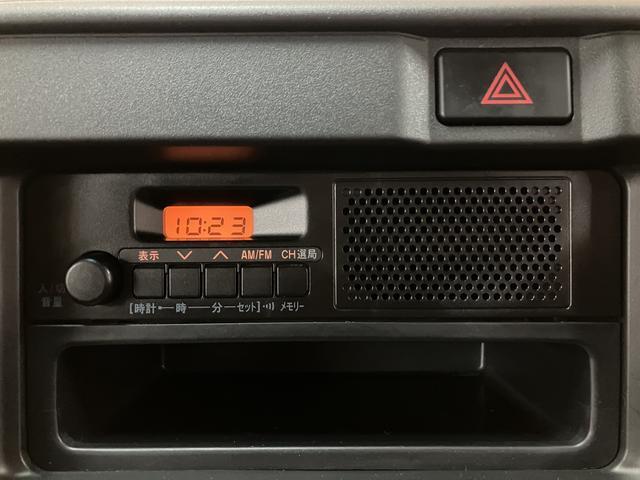 10:23
表示 AM/FM CH選局
入/切
音量
[時計 時 分 セット] メモリー